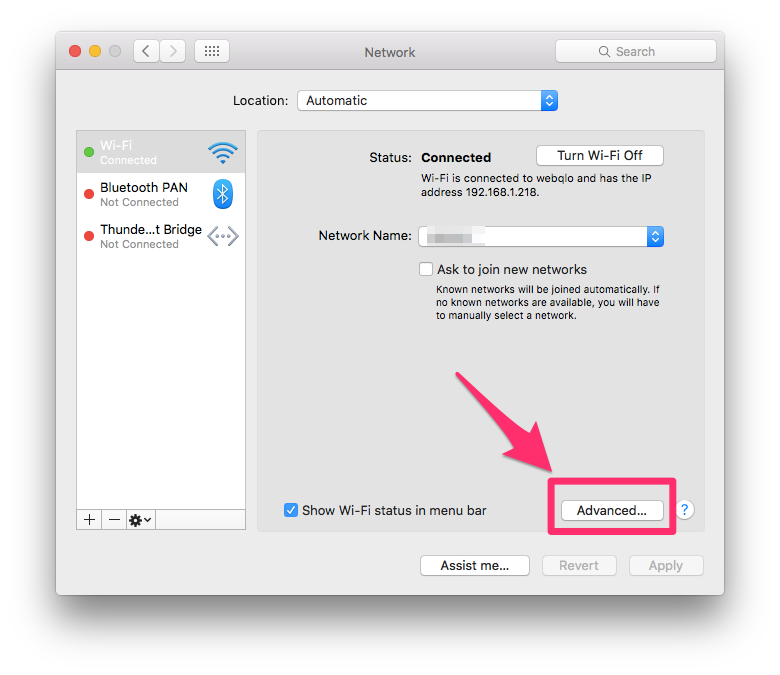 Network
Search
Location: Automatic
Wi-Fi
Connected
Bluetooth PAN
Not Connected
Thunde...t Bridge
Not Connected
Status: Connected
Turn Wi-Fi Off
Wi-Fi is connected to webqlo and has the IP
address 192.168.1.218.
Network Name:
Ask to join new networks
Known networks will be joined automatically. If
no known networks are available, you will have
to manually select a network.
Show Wi-Fi status in menu bar
Advanced...
?
Assist me...
Revert
Apply